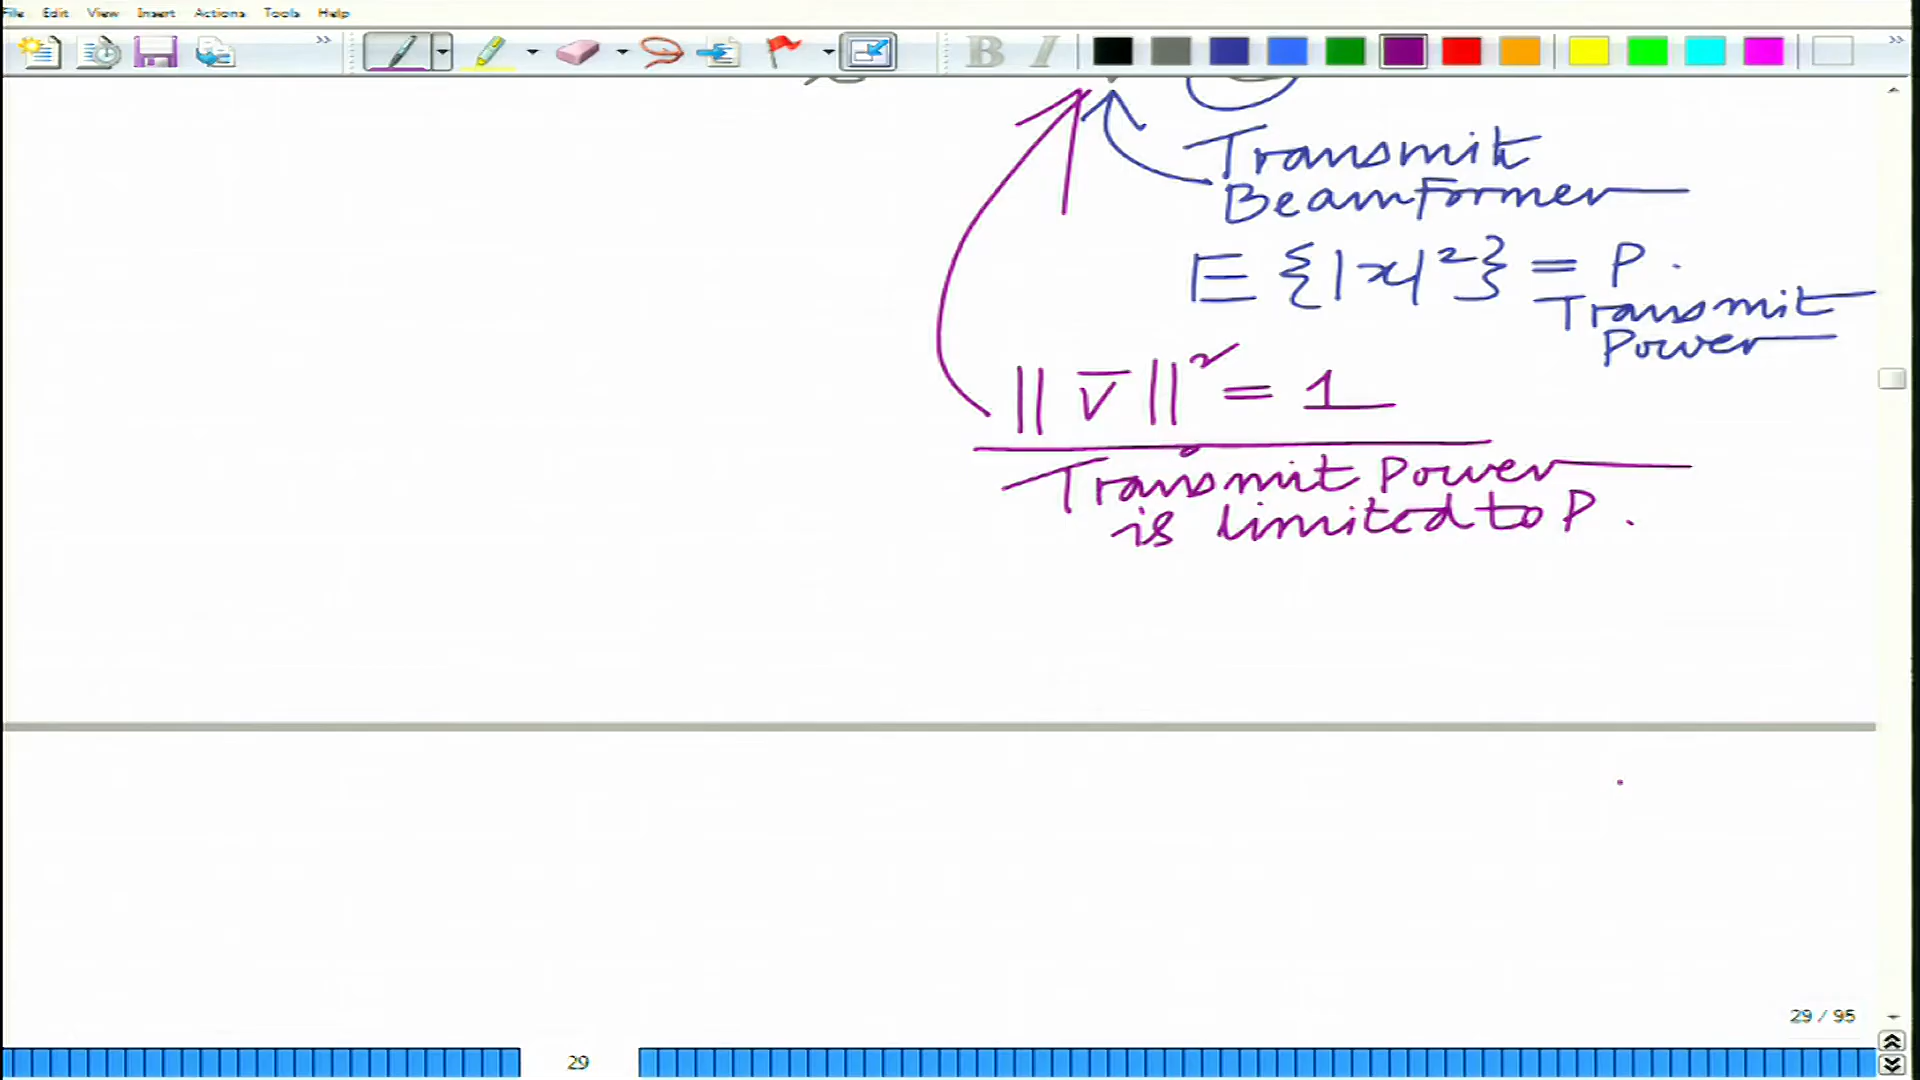 File Edit View Insert Actions Tools Help
B I
Transmit
Beamformer
E {|x|²} = P.
Transmit
Power
|| v̅ ||² = 1
Transmit Power
is limited to P.
29 / 95
29